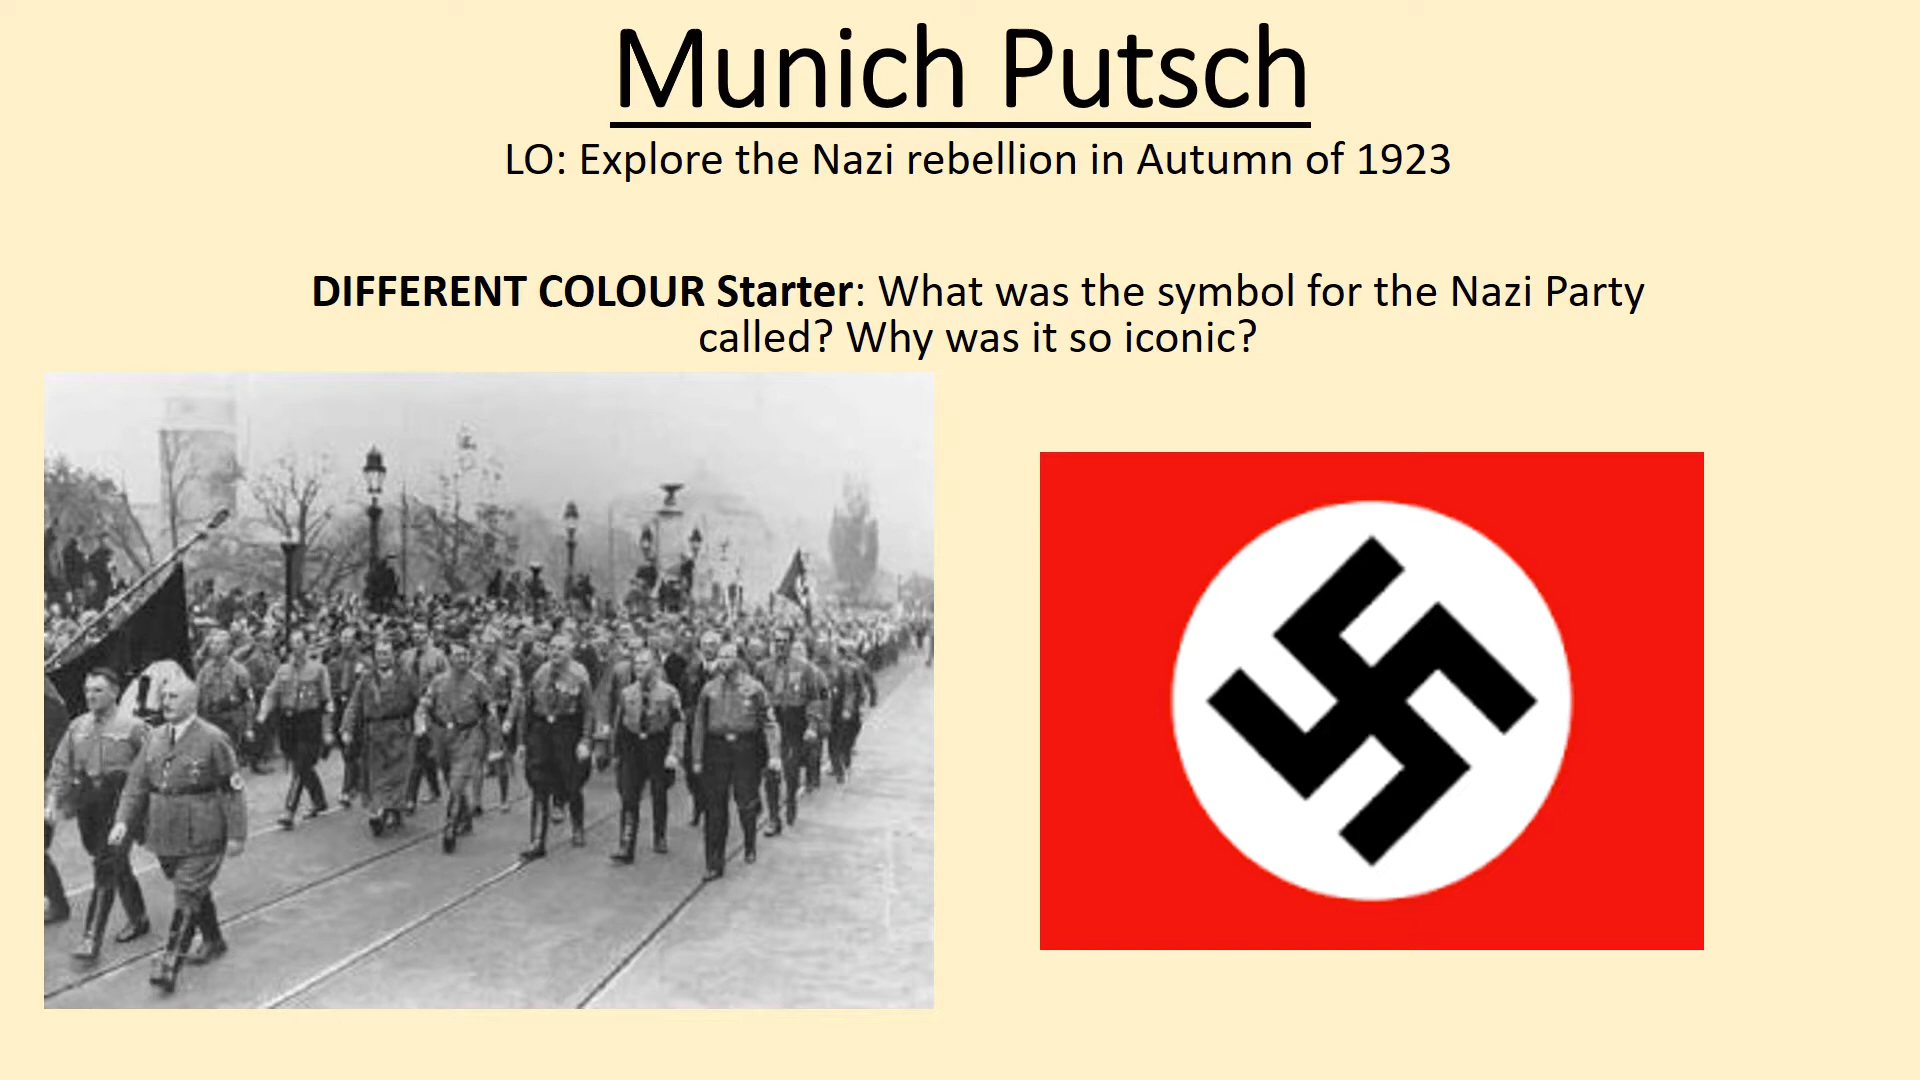 Munich Putsch
LO: Explore the Nazi rebellion in Autumn of 1923
DIFFERENT COLOUR Starter: What was the symbol for the Nazi Party
called? Why was it so iconic?